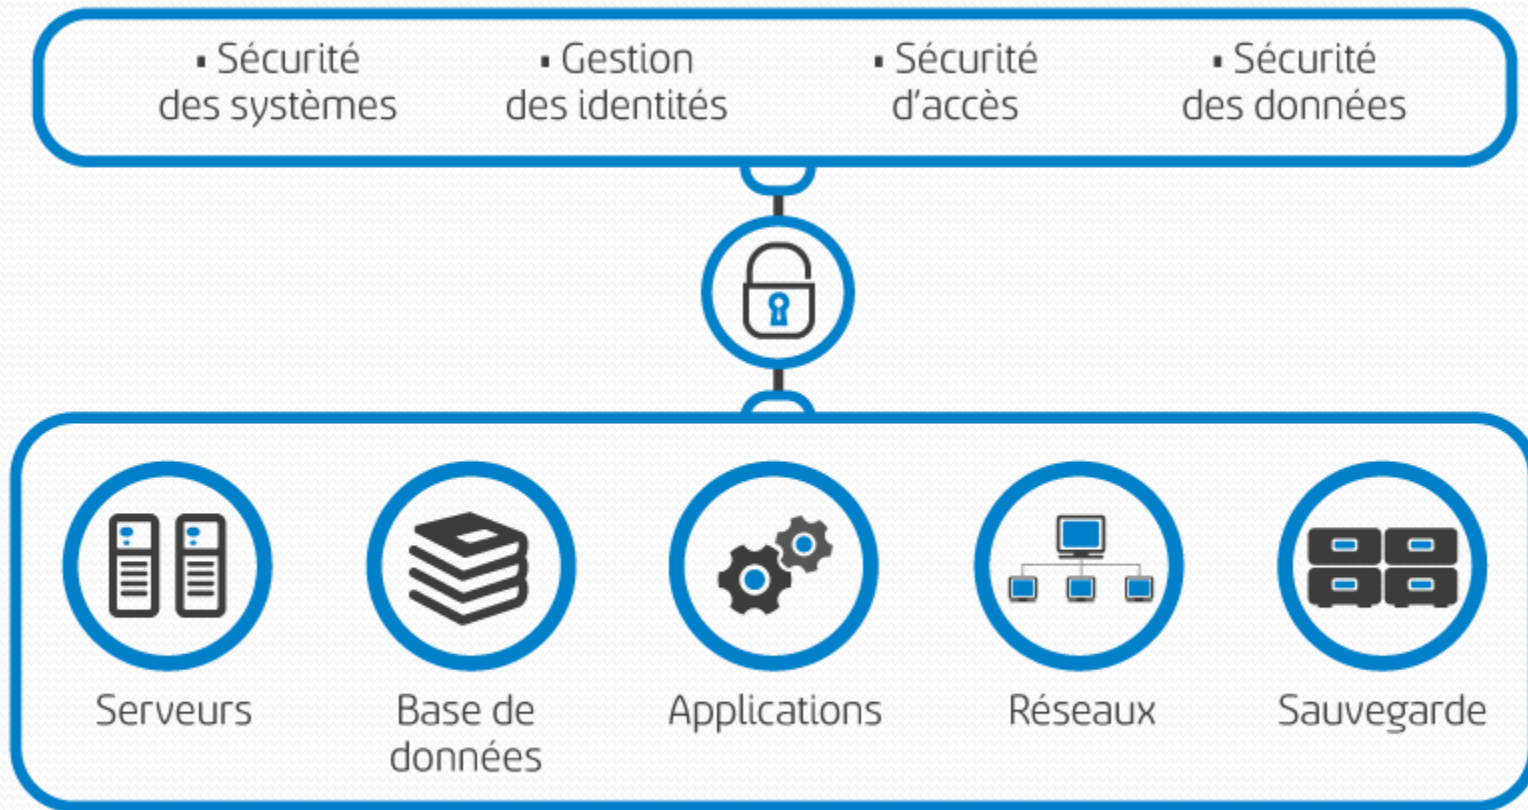 ▪ Sécurité
des systèmes
▪ Gestion
des identités
▪ Sécurité
d'accès
▪ Sécurité
des données
Serveurs
Base de
données
Applications
Réseaux
Sauvegarde